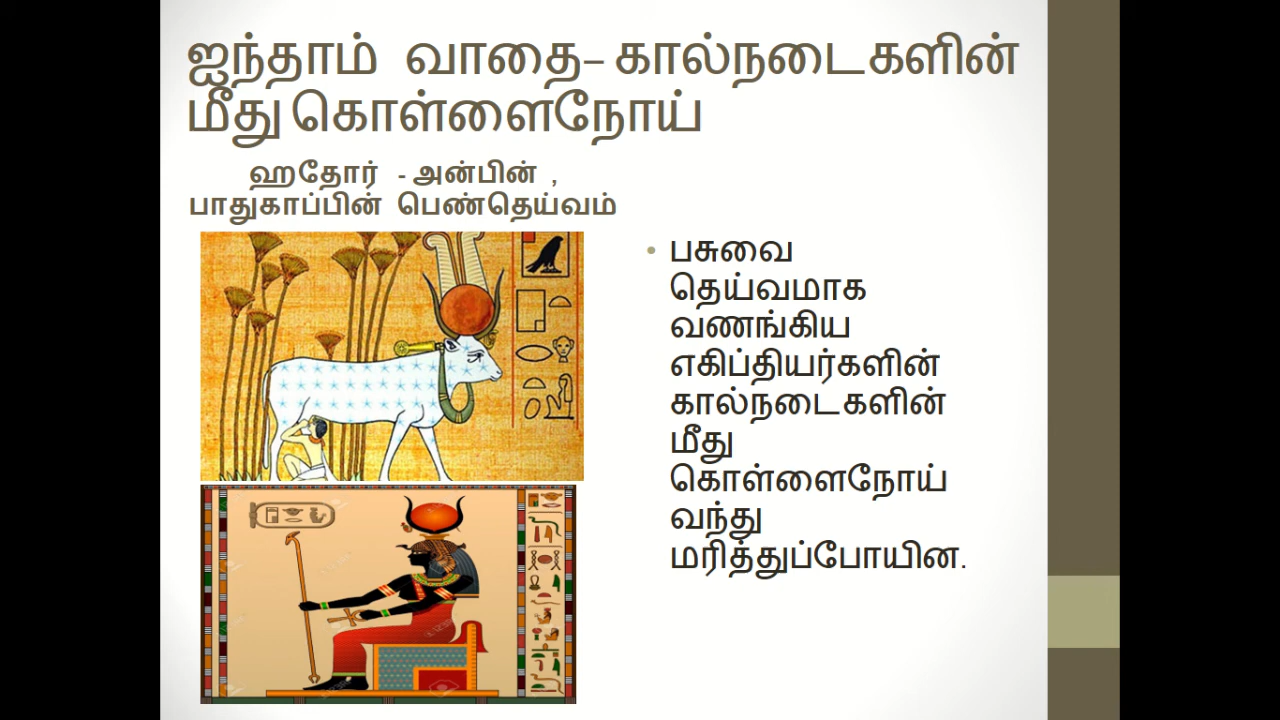 ஐந்தாம் வாதை– கால்நடைகளின்
மீது கொள்ளைநோய்
ஹதோர் - அன்பின் ,
பாதுகாப்பின் பெண்தெய்வம்
• பசுவை
தெய்வமாக
வணங்கிய
எகிப்தியர்களின்
கால்நடைகளின்
மீது
கொள்ளைநோய்
வந்து
மரித்துப்போயின.